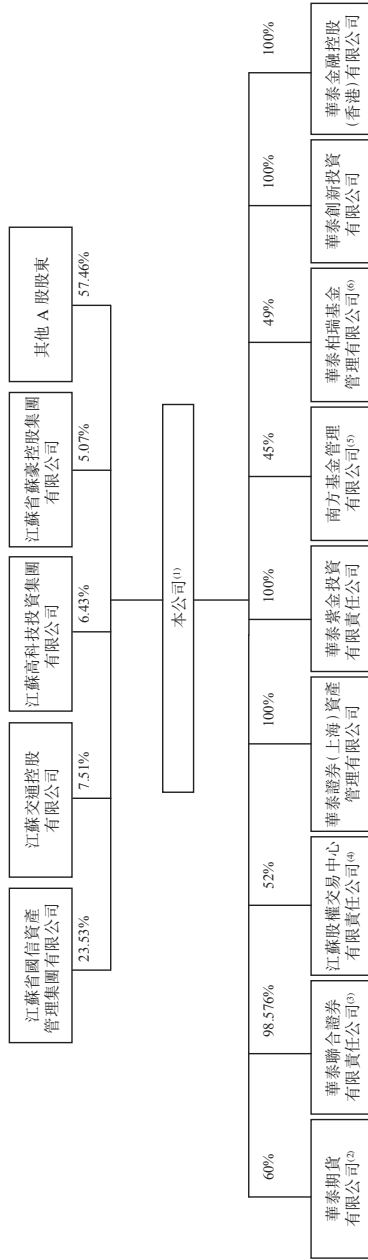 江蘇省國信資產
管理集團有限公司
江蘇交通控股
有限公司
江蘇高科技投資集團
有限公司
江蘇省蘇豪控股集團
有限公司
其他 A 股股東
23.53%
7.51%
6.43%
5.07%
57.46%
本公司(1)
60%
98.576%
52%
100%
100%
45%
49%
100%
100%
華泰期貨
有限公司(2)
華泰聯合證券
有限責任公司(3)
江蘇股權交易中心
有限責任公司(4)
華泰證券(上海)資產
管理有限公司
華泰紫金投資
有限責任公司
南方基金管理
有限公司(5)
華泰柏瑞基金
管理有限公司(6)
華泰創新投資
有限公司
華泰金融控股
(香港)有限公司